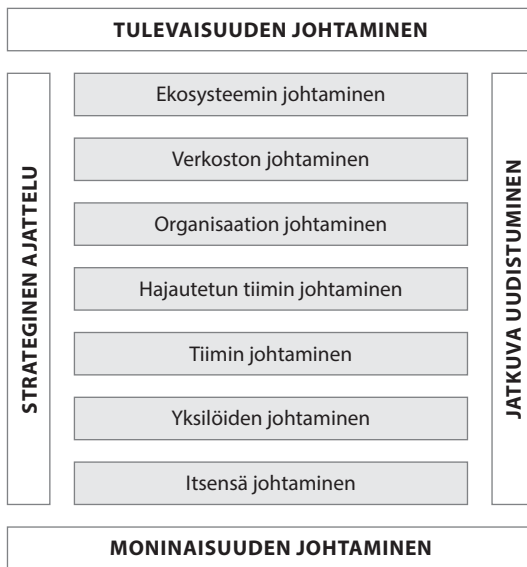 TULEVAISUUDEN JOHTAMINEN
STRATEGINEN AJATTELU
Ekosysteemin johtaminen
Verkoston johtaminen
Organisaation johtaminen
Hajautetun tiimin johtaminen
Tiimin johtaminen
Yksilöiden johtaminen
Itsensä johtaminen
JATKUVA UUDISTUMINEN
MONINAISUUDEN JOHTAMINEN